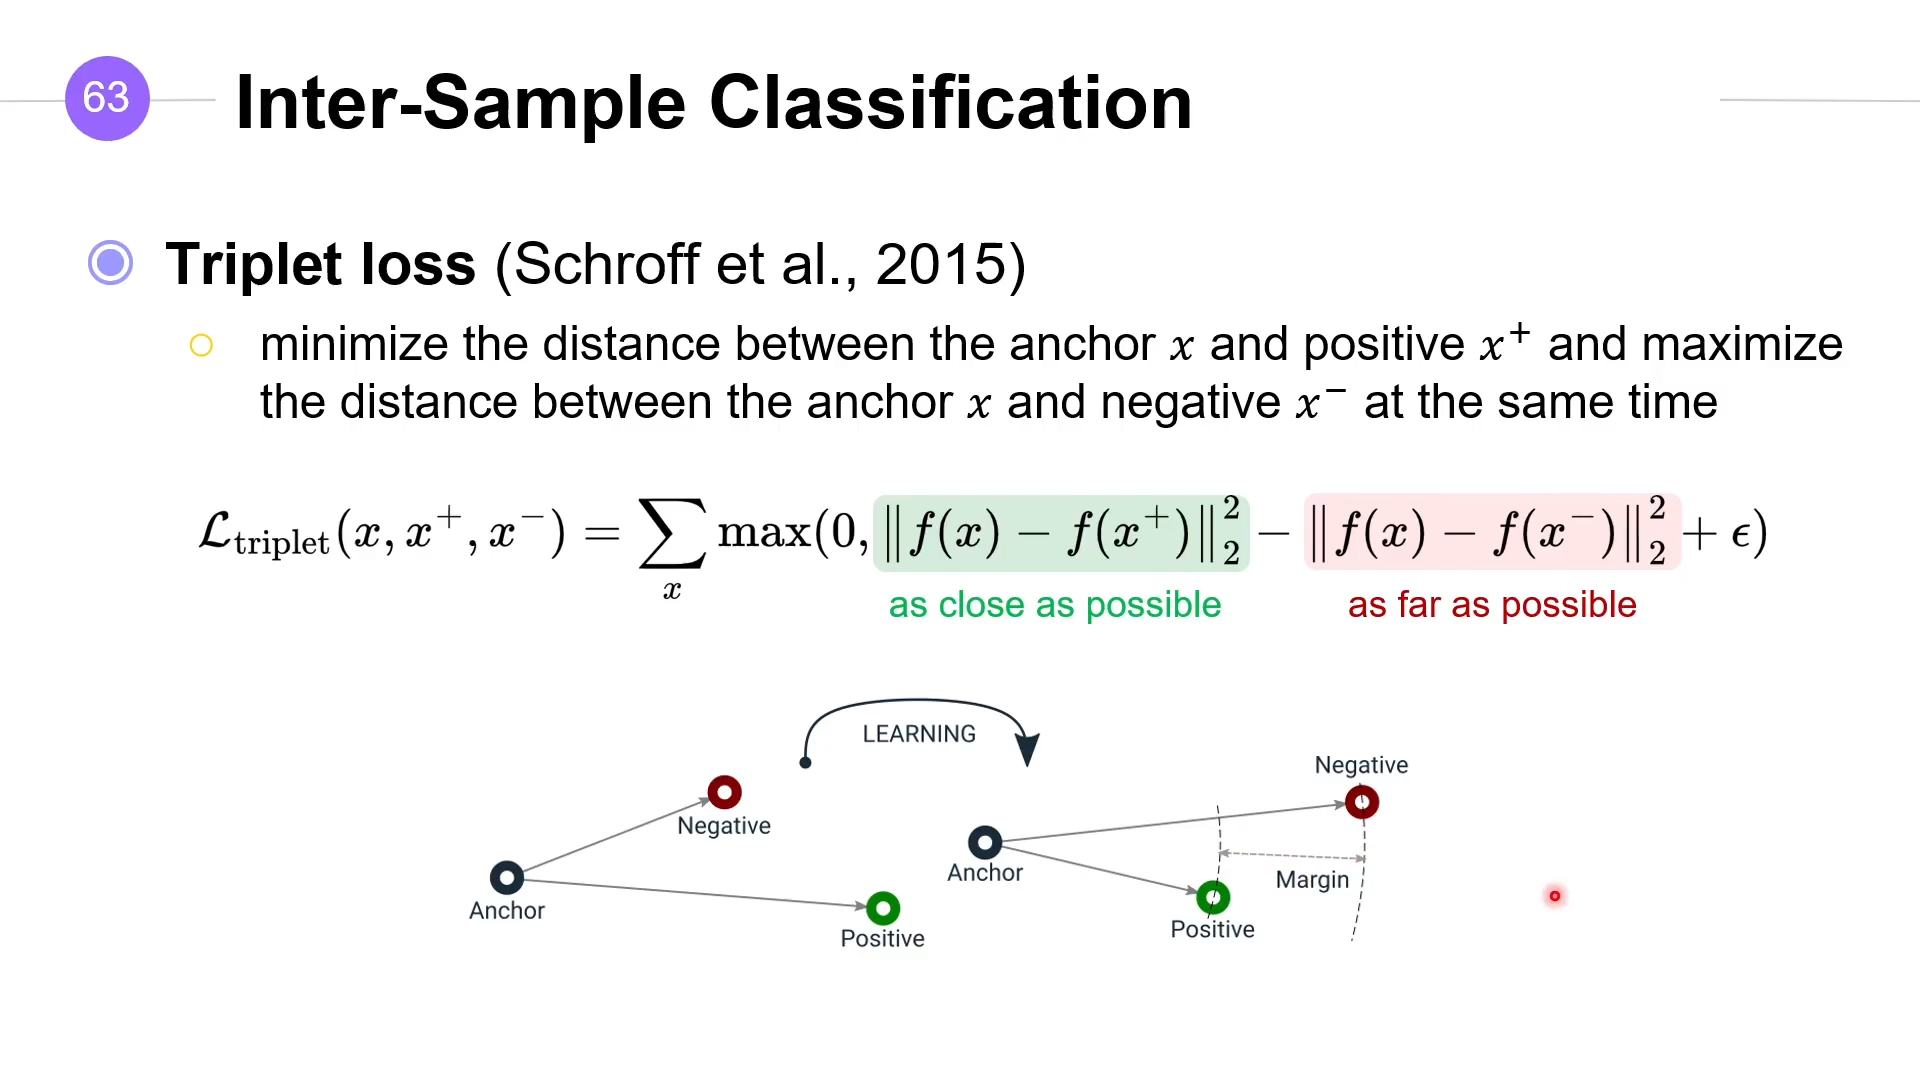 63
Inter-Sample Classification
Triplet loss (Schroff et al., 2015)
minimize the distance between the anchor x and positive x⁺ and maximize
the distance between the anchor x and negative x⁻ at the same time
ℒ_triplet(x, x⁺, x⁻) = ∑_x max(0, ‖f(x) − f(x⁺)‖₂² − ‖f(x) − f(x⁻)‖₂² + ϵ)
as close as possible
as far as possible
LEARNING
Negative
Anchor
Positive
Negative
Anchor
Margin
Positive